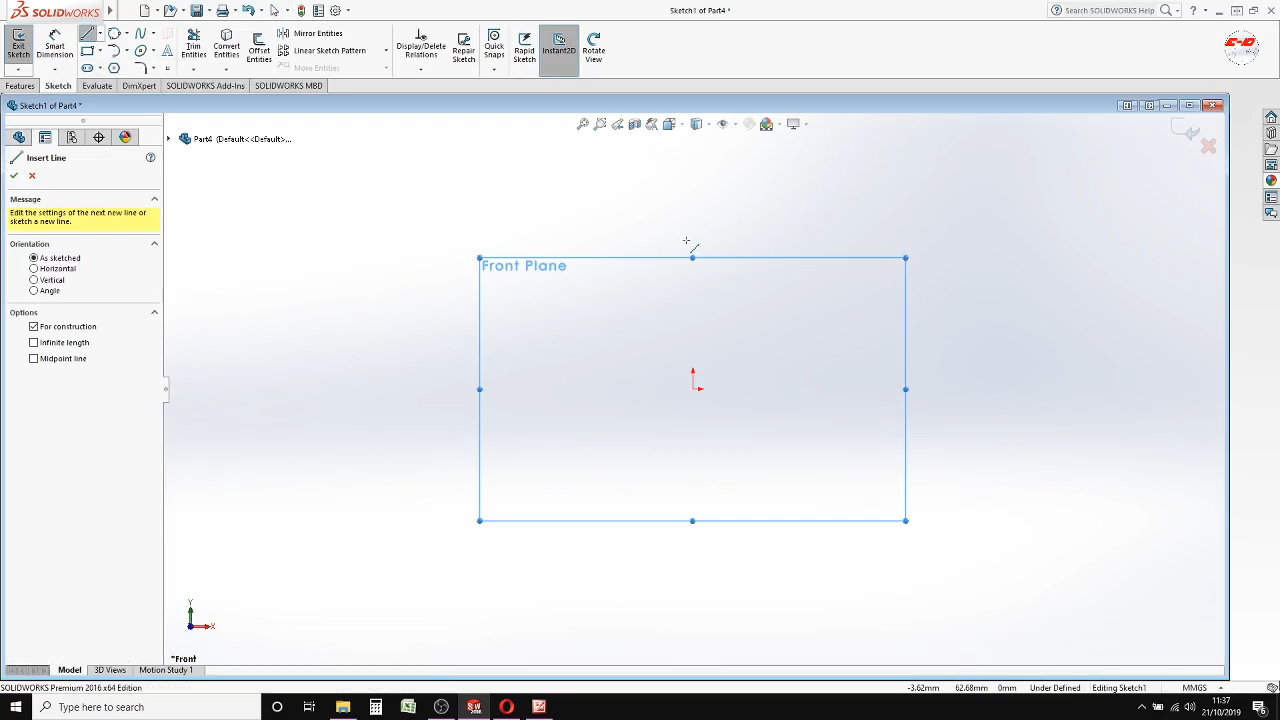 SOLIDWORKS
Sketch1 of Part4 *
Search SOLIDWORKS Help
Exit Sketch
Smart Dimension
Trim Entities
Convert Entities
Offset Entities
Mirror Entities
Linear Sketch Pattern
Move Entities
Display/Delete Relations
Repair Sketch
Quick Snaps
Rapid Sketch
Instant2D
Rotate View
Features
Sketch
Evaluate
DimXpert
SOLIDWORKS Add-Ins
SOLIDWORKS MBD
Sketch1 of Part4 *
Part4 (Default<<Default>...
Insert Line
Message
Edit the settings of the next new line or
sketch a new line.
Orientation
As sketched
Horizontal
Vertical
Angle
Options
For construction
Infinite length
Midpoint line
Front Plane
Y
X
*Front
Model
3D Views
Motion Study 1
SOLIDWORKS Premium 2016 x64 Edition
-3.62mm
62.68mm
0mm
Under Defined
Editing Sketch1
MMGS
Type here to search
11:37
21/10/2019